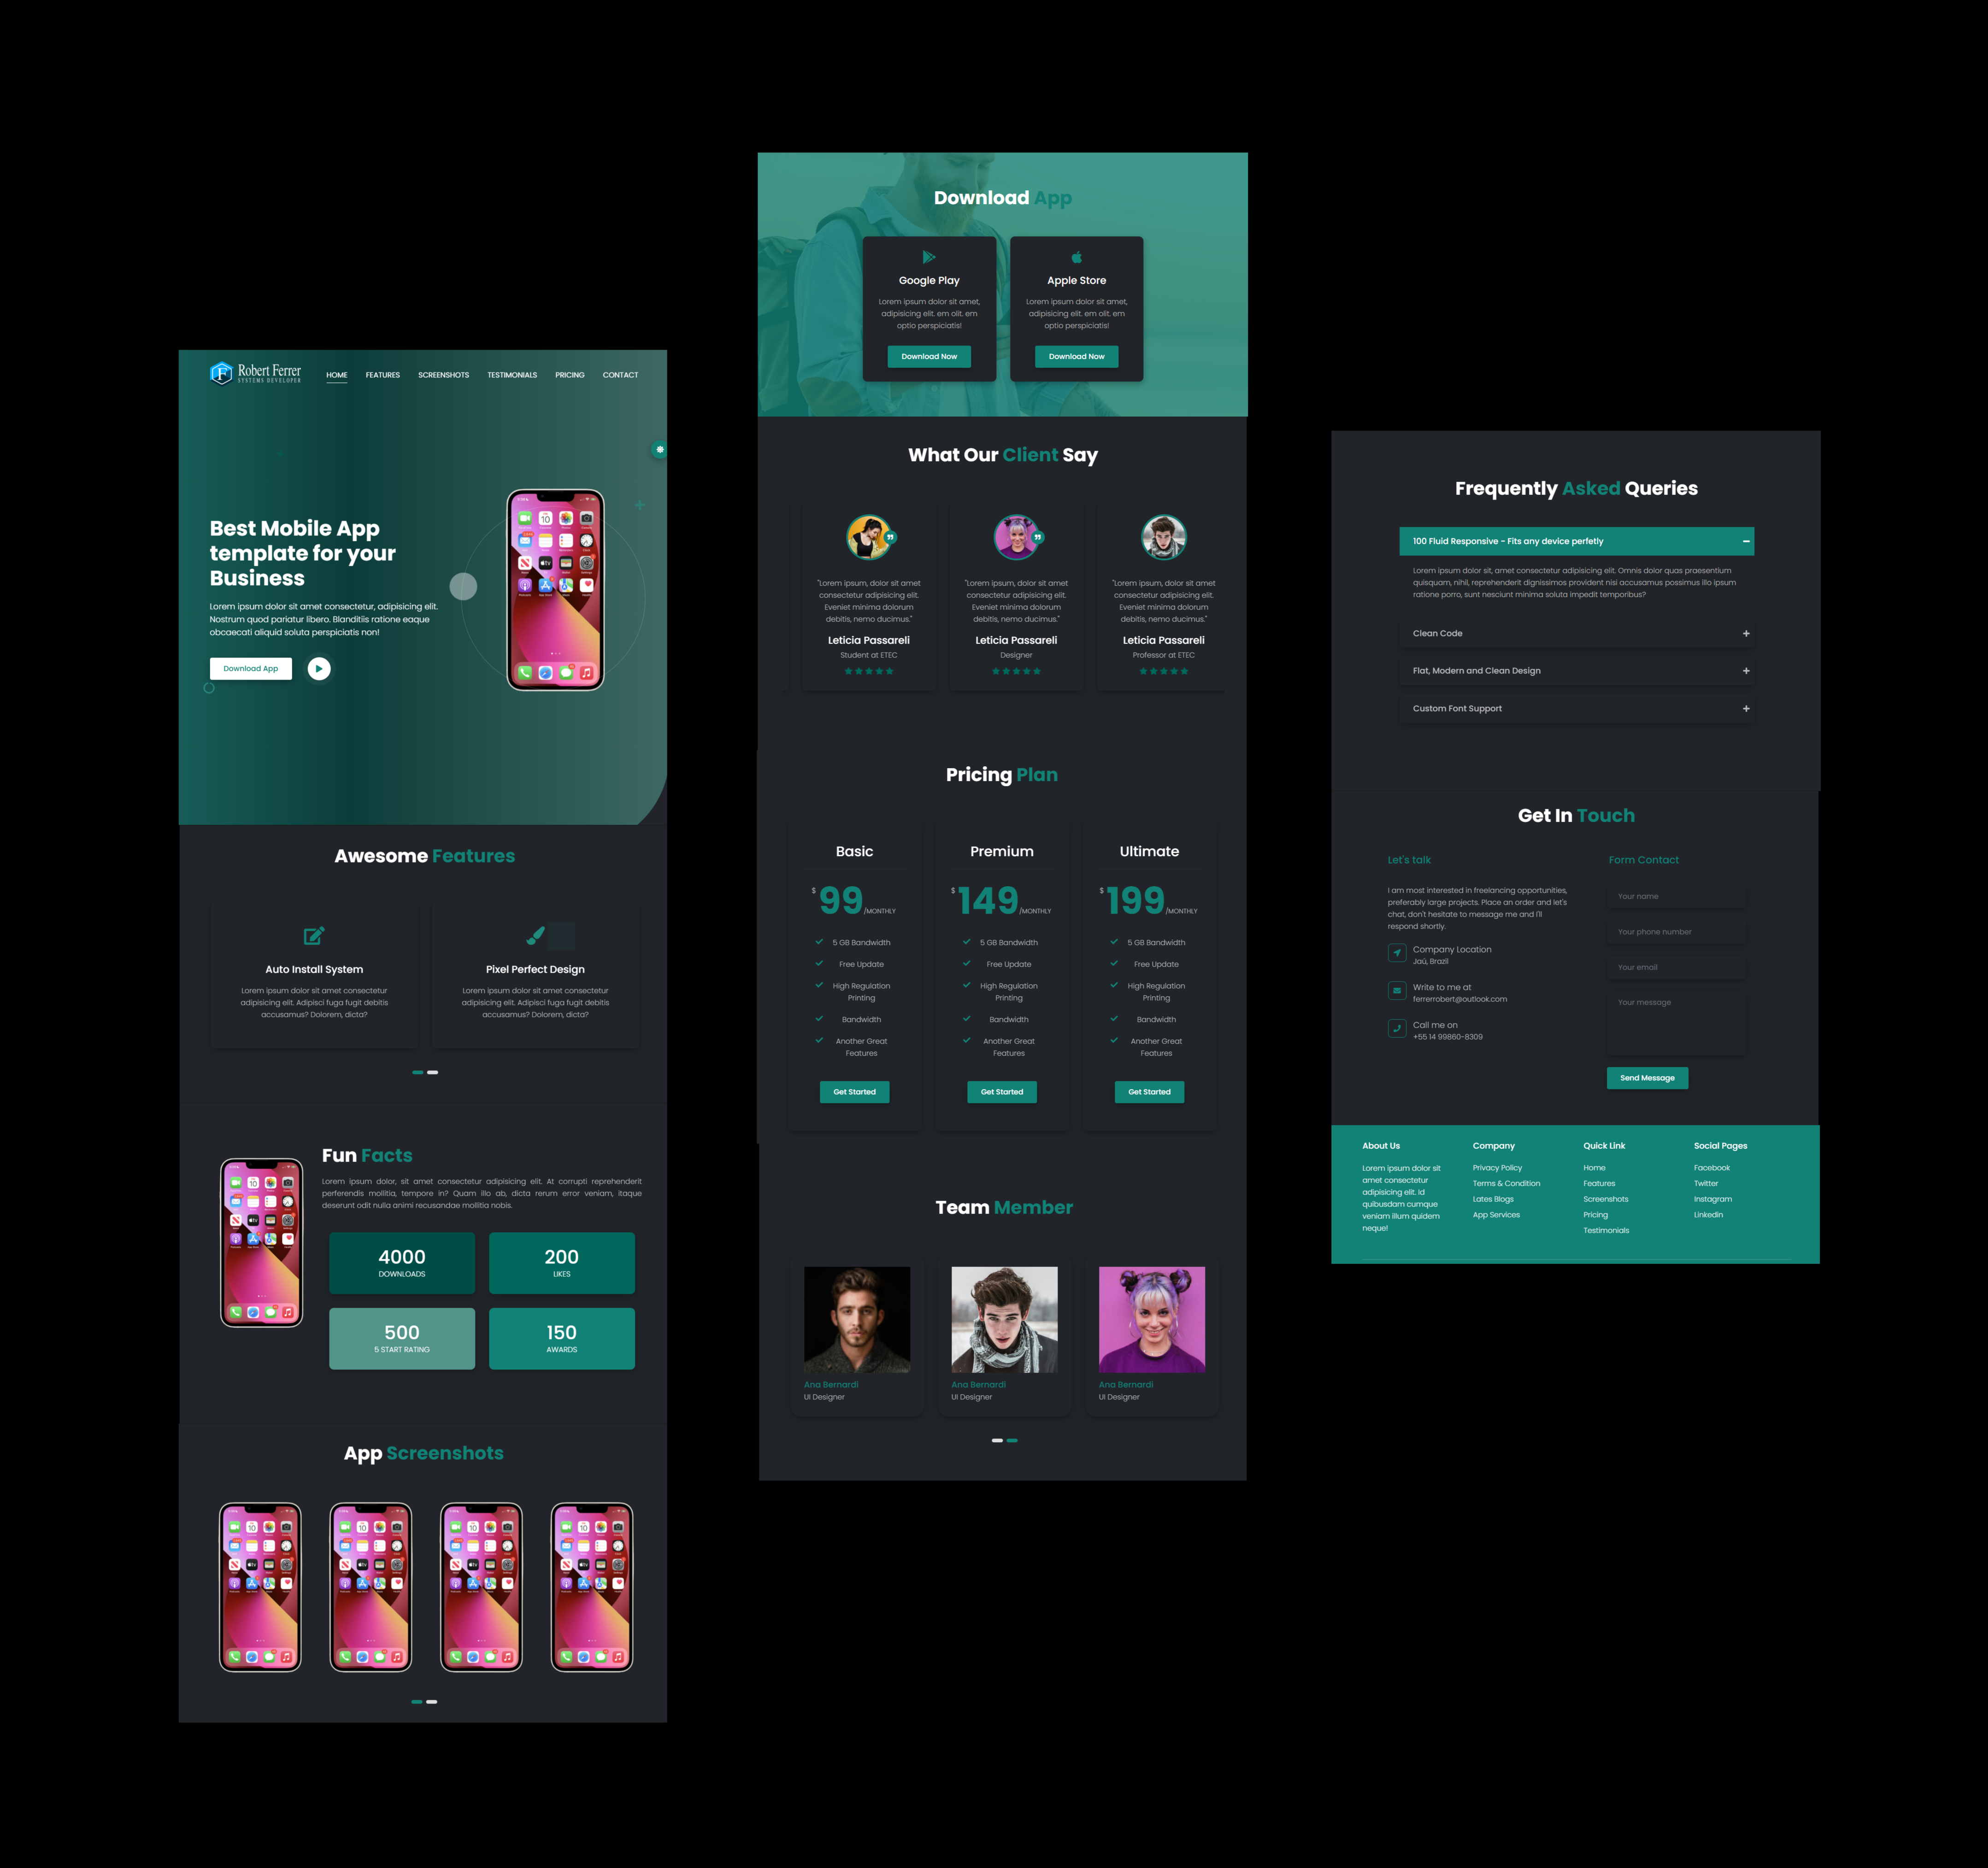 Robert Ferrer
SYSTEMS DEVELOPER
HOME
FEATURES
SCREENSHOTS
TESTIMONIALS
PRICING
CONTACT
Best Mobile App
template for your
Business
Lorem ipsum dolor sit amet consectetur, adipisicing elit.
Nostrum quod pariatur libero. Blanditiis ratione eaque
obcaecati aliquid soluta perspiciatis non!
Download App
Awesome Features
Auto Install System
Lorem ipsum dolor sit amet consectetur
adipisicing elit. Adipisci fuga fugit debitis
accusamus? Dolorem, dicta?
Pixel Perfect Design
Lorem ipsum dolor sit amet consectetur
adipisicing elit. Adipisci fuga fugit debitis
accusamus? Dolorem, dicta?
Fun Facts
Lorem ipsum dolor, sit amet consectetur adipisicing elit. At corrupti reprehenderit
perferendis mollitia, tempore in? Quam illo ab, dicta rerum error veniam, itaque
deserunt odit nulla animi recusandae mollitia nobis.
4000
DOWNLOADS
200
LIKES
500
5 START RATING
150
AWARDS
App Screenshots
Download App
Google Play
Lorem ipsum dolor sit amet,
adipisicing elit. em olit. em
optio perspiciatis!
Download Now
Apple Store
Lorem ipsum dolor sit amet,
adipisicing elit. em olit. em
optio perspiciatis!
Download Now
What Our Client Say
"Lorem ipsum, dolor sit amet
consectetur adipisicing elit.
Eveniet minima dolorum
debitis, nemo ducimus."
Leticia Passareli
Student at ETEC
"Lorem ipsum, dolor sit amet
consectetur adipisicing elit.
Eveniet minima dolorum
debitis, nemo ducimus."
Leticia Passareli
Designer
"Lorem ipsum, dolor sit amet
consectetur adipisicing elit.
Eveniet minima dolorum
debitis, nemo ducimus."
Leticia Passareli
Professor at ETEC
Pricing Plan
Basic
$ 99 /MONTHLY
5 GB Bandwidth
Free Update
High Regulation
Printing
Bandwidth
Another Great
Features
Get Started
Premium
$ 149 /MONTHLY
5 GB Bandwidth
Free Update
High Regulation
Printing
Bandwidth
Another Great
Features
Get Started
Ultimate
$ 199 /MONTHLY
5 GB Bandwidth
Free Update
High Regulation
Printing
Bandwidth
Another Great
Features
Get Started
Team Member
Ana Bernardi
UI Designer
Ana Bernardi
UI Designer
Ana Bernardi
UI Designer
Frequently Asked Queries
100 Fluid Responsive - Fits any device perfetly
Lorem ipsum dolor sit, amet consectetur adipisicing elit. Omnis dolor quas praesentium
quisquam, nihil, reprehenderit dignissimos provident nisi accusamus possimus illo ipsum
ratione porro, sunt nesciunt minima soluta impedit temporibus?
Clean Code
Flat, Modern and Clean Design
Custom Font Support
Get In Touch
Let's talk
I am most interested in freelancing opportunities,
preferably large projects. Place an order and let's
chat, don't hesitate to message me and I'll
respond shortly.
Company Location
Jaú, Brazil
Write to me at
ferrerrobert@outlook.com
Call me on
+55 14 99860-8309
Form Contact
Your name
Your phone number
Your email
Your message
Send Message
About Us
Lorem ipsum dolor sit
amet consectetur
adipisicing elit. Id
quibusdam cumque
veniam illum quidem
neque!
Company
Privacy Policy
Terms & Condition
Lates Blogs
App Services
Quick Link
Home
Features
Screenshots
Pricing
Testimonials
Social Pages
Facebook
Twitter
Instagram
Linkedin